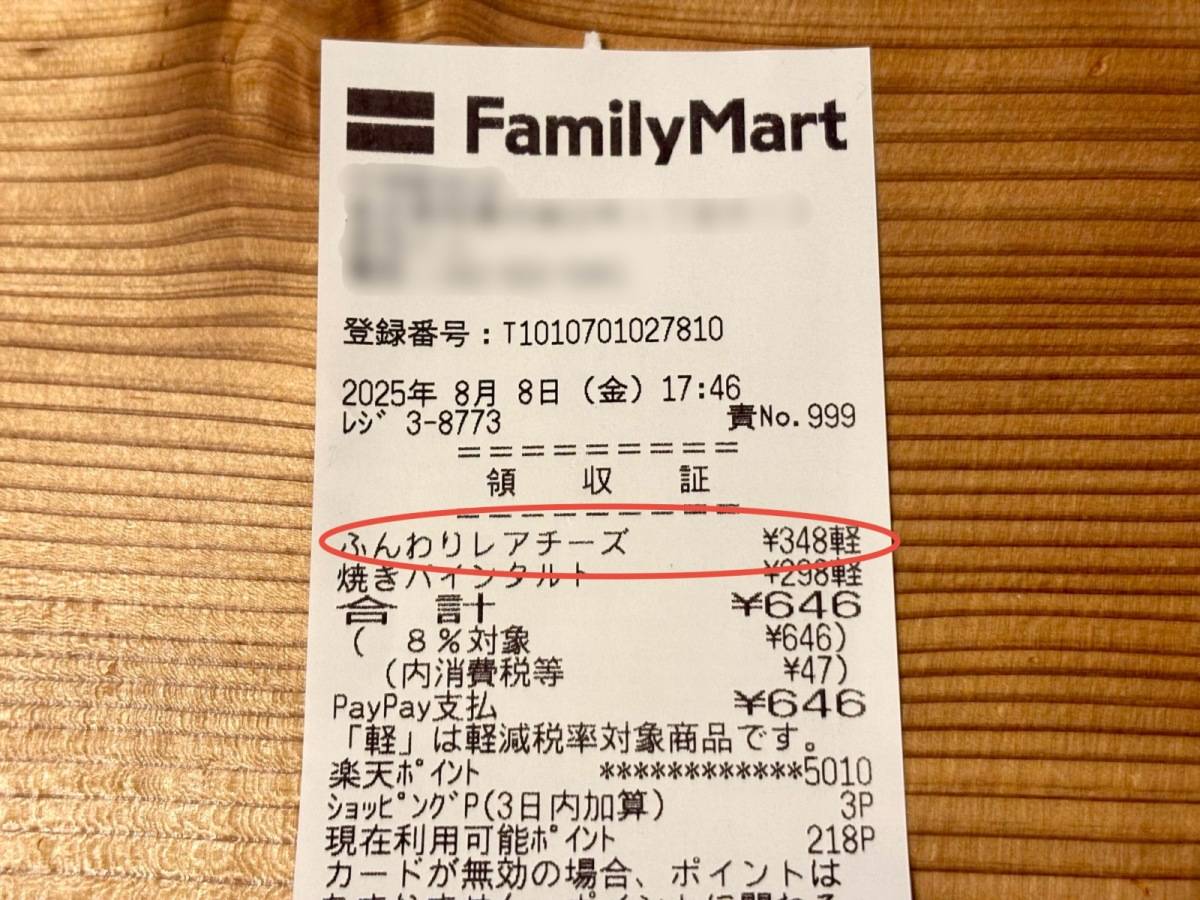 FamilyMart
登録番号：T1010701027810
2025年 8月 8日（金）17:46
ﾚｼﾞ 3-8773 責No.999
=========
領 収 証
=========
ふんわりレアチーズ ¥348軽
焼きパインタルト ¥298軽
合 計 ¥646
（ 8％対象 ¥646）
（内消費税等 ¥47）
PayPay支払 ¥646
「軽」は軽減税率対象商品です。
楽天ﾎﾟｲﾝﾄ ************5010
ｼｮｯﾋﾟﾝｸﾞP(3日内加算) 3P
現在利用可能ﾎﾟｲﾝﾄ 218P
カードが無効の場合、ポイントは